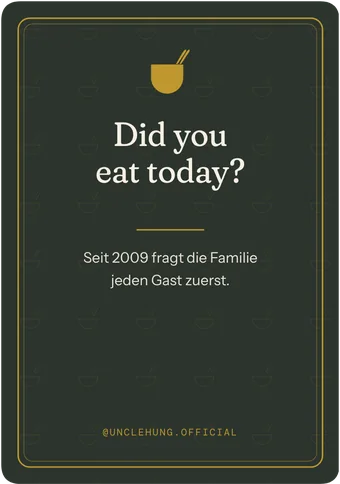 Did you
eat today?
Seit 2009 fragt die Familie
jeden Gast zuerst.
@UNCLEHUNG.OFFICIAL